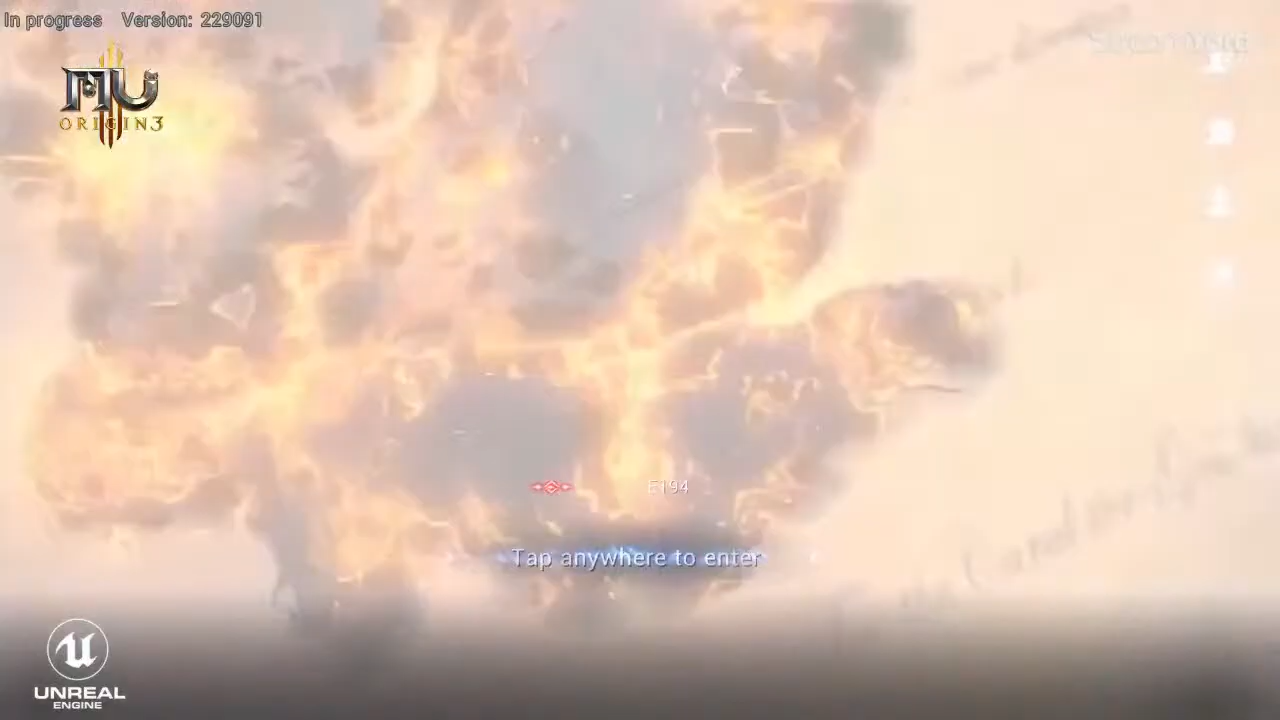 In progress Version: 229091
MU
ORIGIN3
E194
Tap anywhere to enter
UNREAL
ENGINE